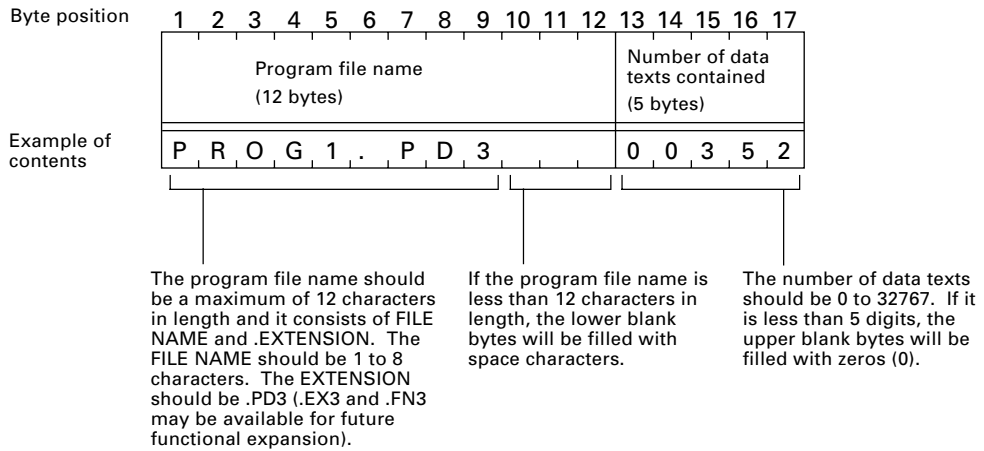 Byte position 1 2 3 4 5 6 7 8 9 10 11 12 13 14 15 16 17
Program file name
(12 bytes)
Number of data
texts contained
(5 bytes)
Example of
contents
P R O G 1 . P D 3 0 0 3 5 2
The program file name should
be a maximum of 12 characters
in length and it consists of FILE
NAME and .EXTENSION. The
FILE NAME should be 1 to 8
characters. The EXTENSION
should be .PD3 (.EX3 and .FN3
may be available for future
functional expansion).
If the program file name is
less than 12 characters in
length, the lower blank
bytes will be filled with
space characters.
The number of data texts
should be 0 to 32767. If it
is less than 5 digits, the
upper blank bytes will be
filled with zeros (0).